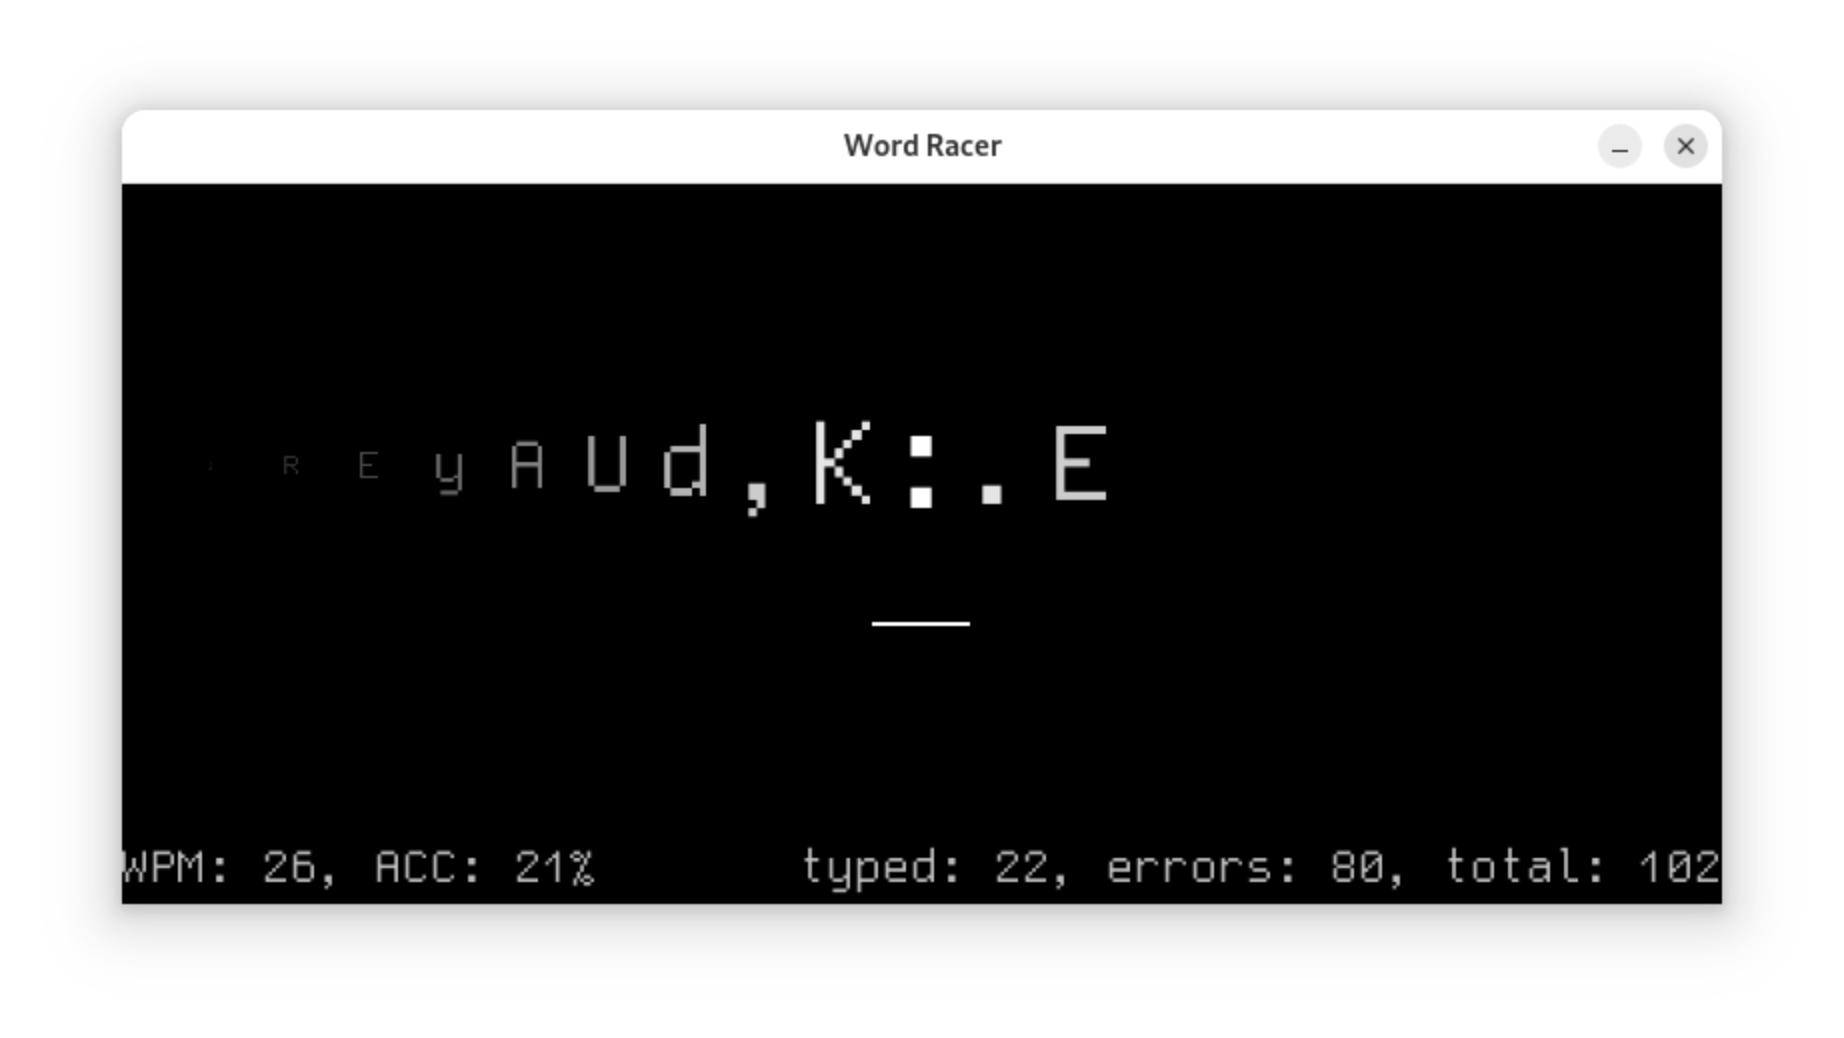 Word Racer
R E y A U d , K : . E
WPM: 26, ACC: 21% typed: 22, errors: 80, total: 102